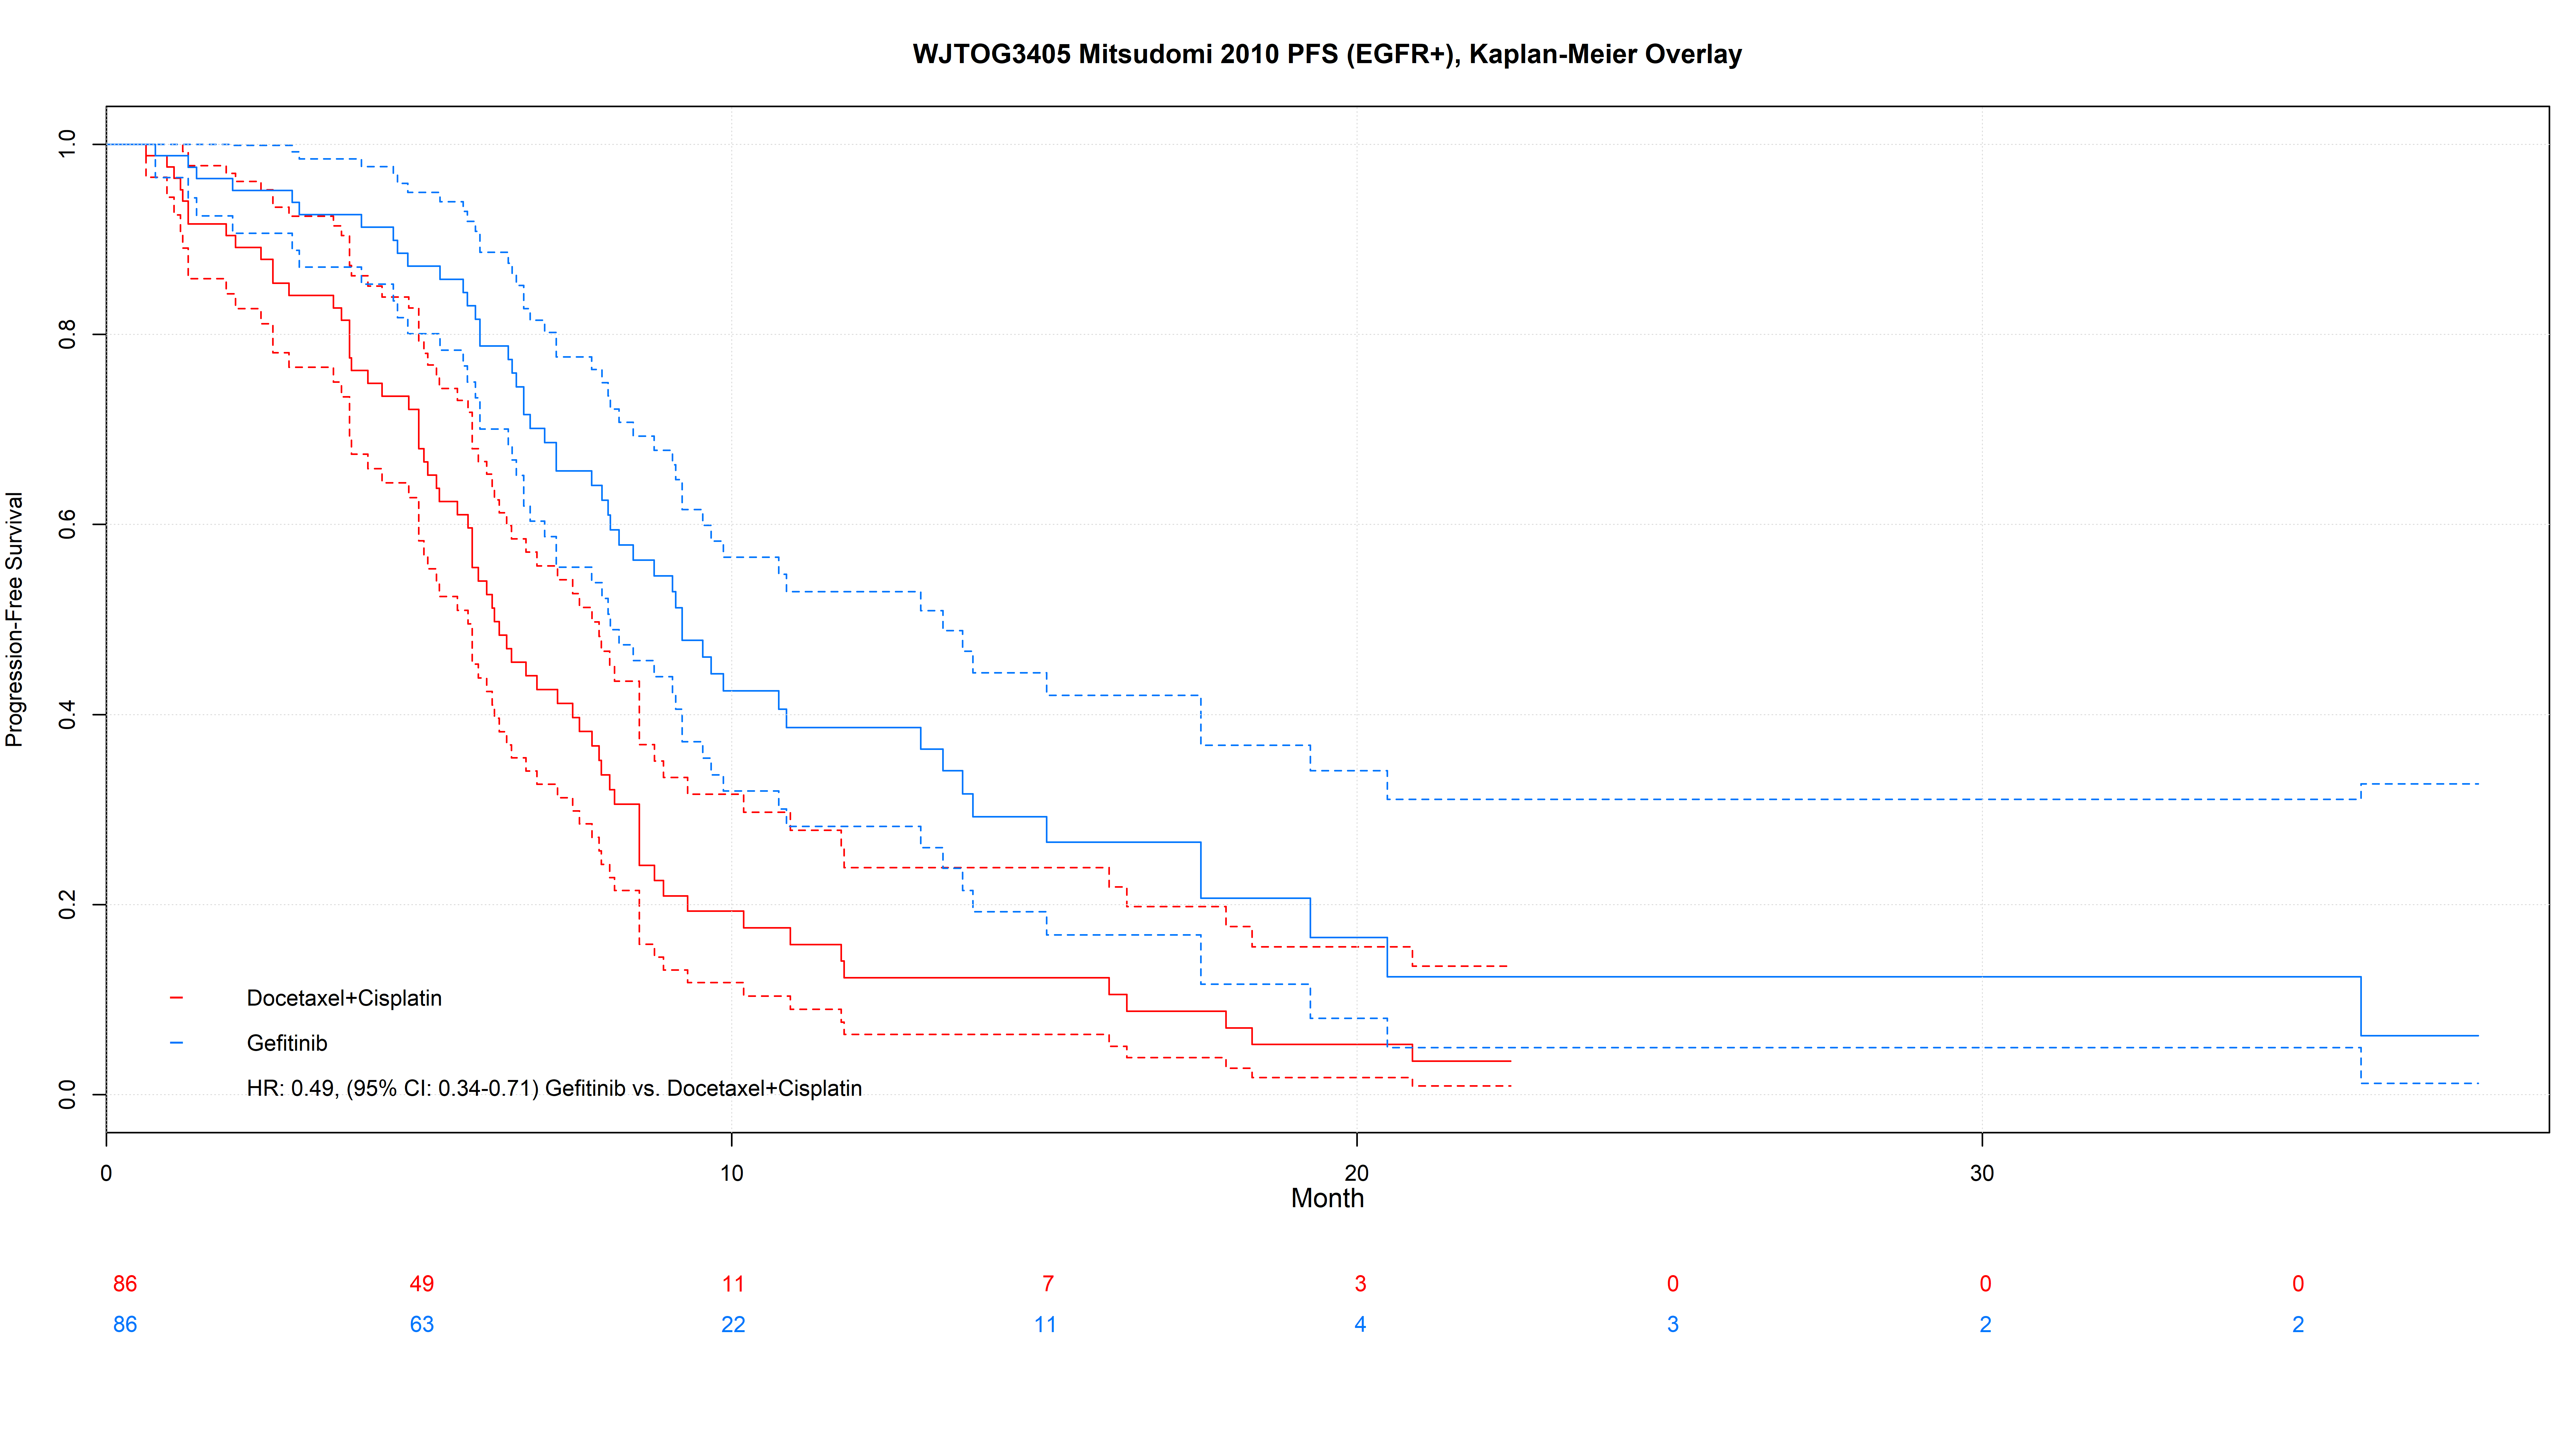 WJTOG3405 Mitsudomi 2010 PFS (EGFR+), Kaplan-Meier Overlay
Progression-Free Survival
1.0
0.8
0.6
0.4
0.2
0.0
Docetaxel+Cisplatin
Gefitinib
HR: 0.49, (95% CI: 0.34-0.71) Gefitinib vs. Docetaxel+Cisplatin
0 10 20 30
Month
86 49 11 7 3 0 0 0
86 63 22 11 4 3 2 2